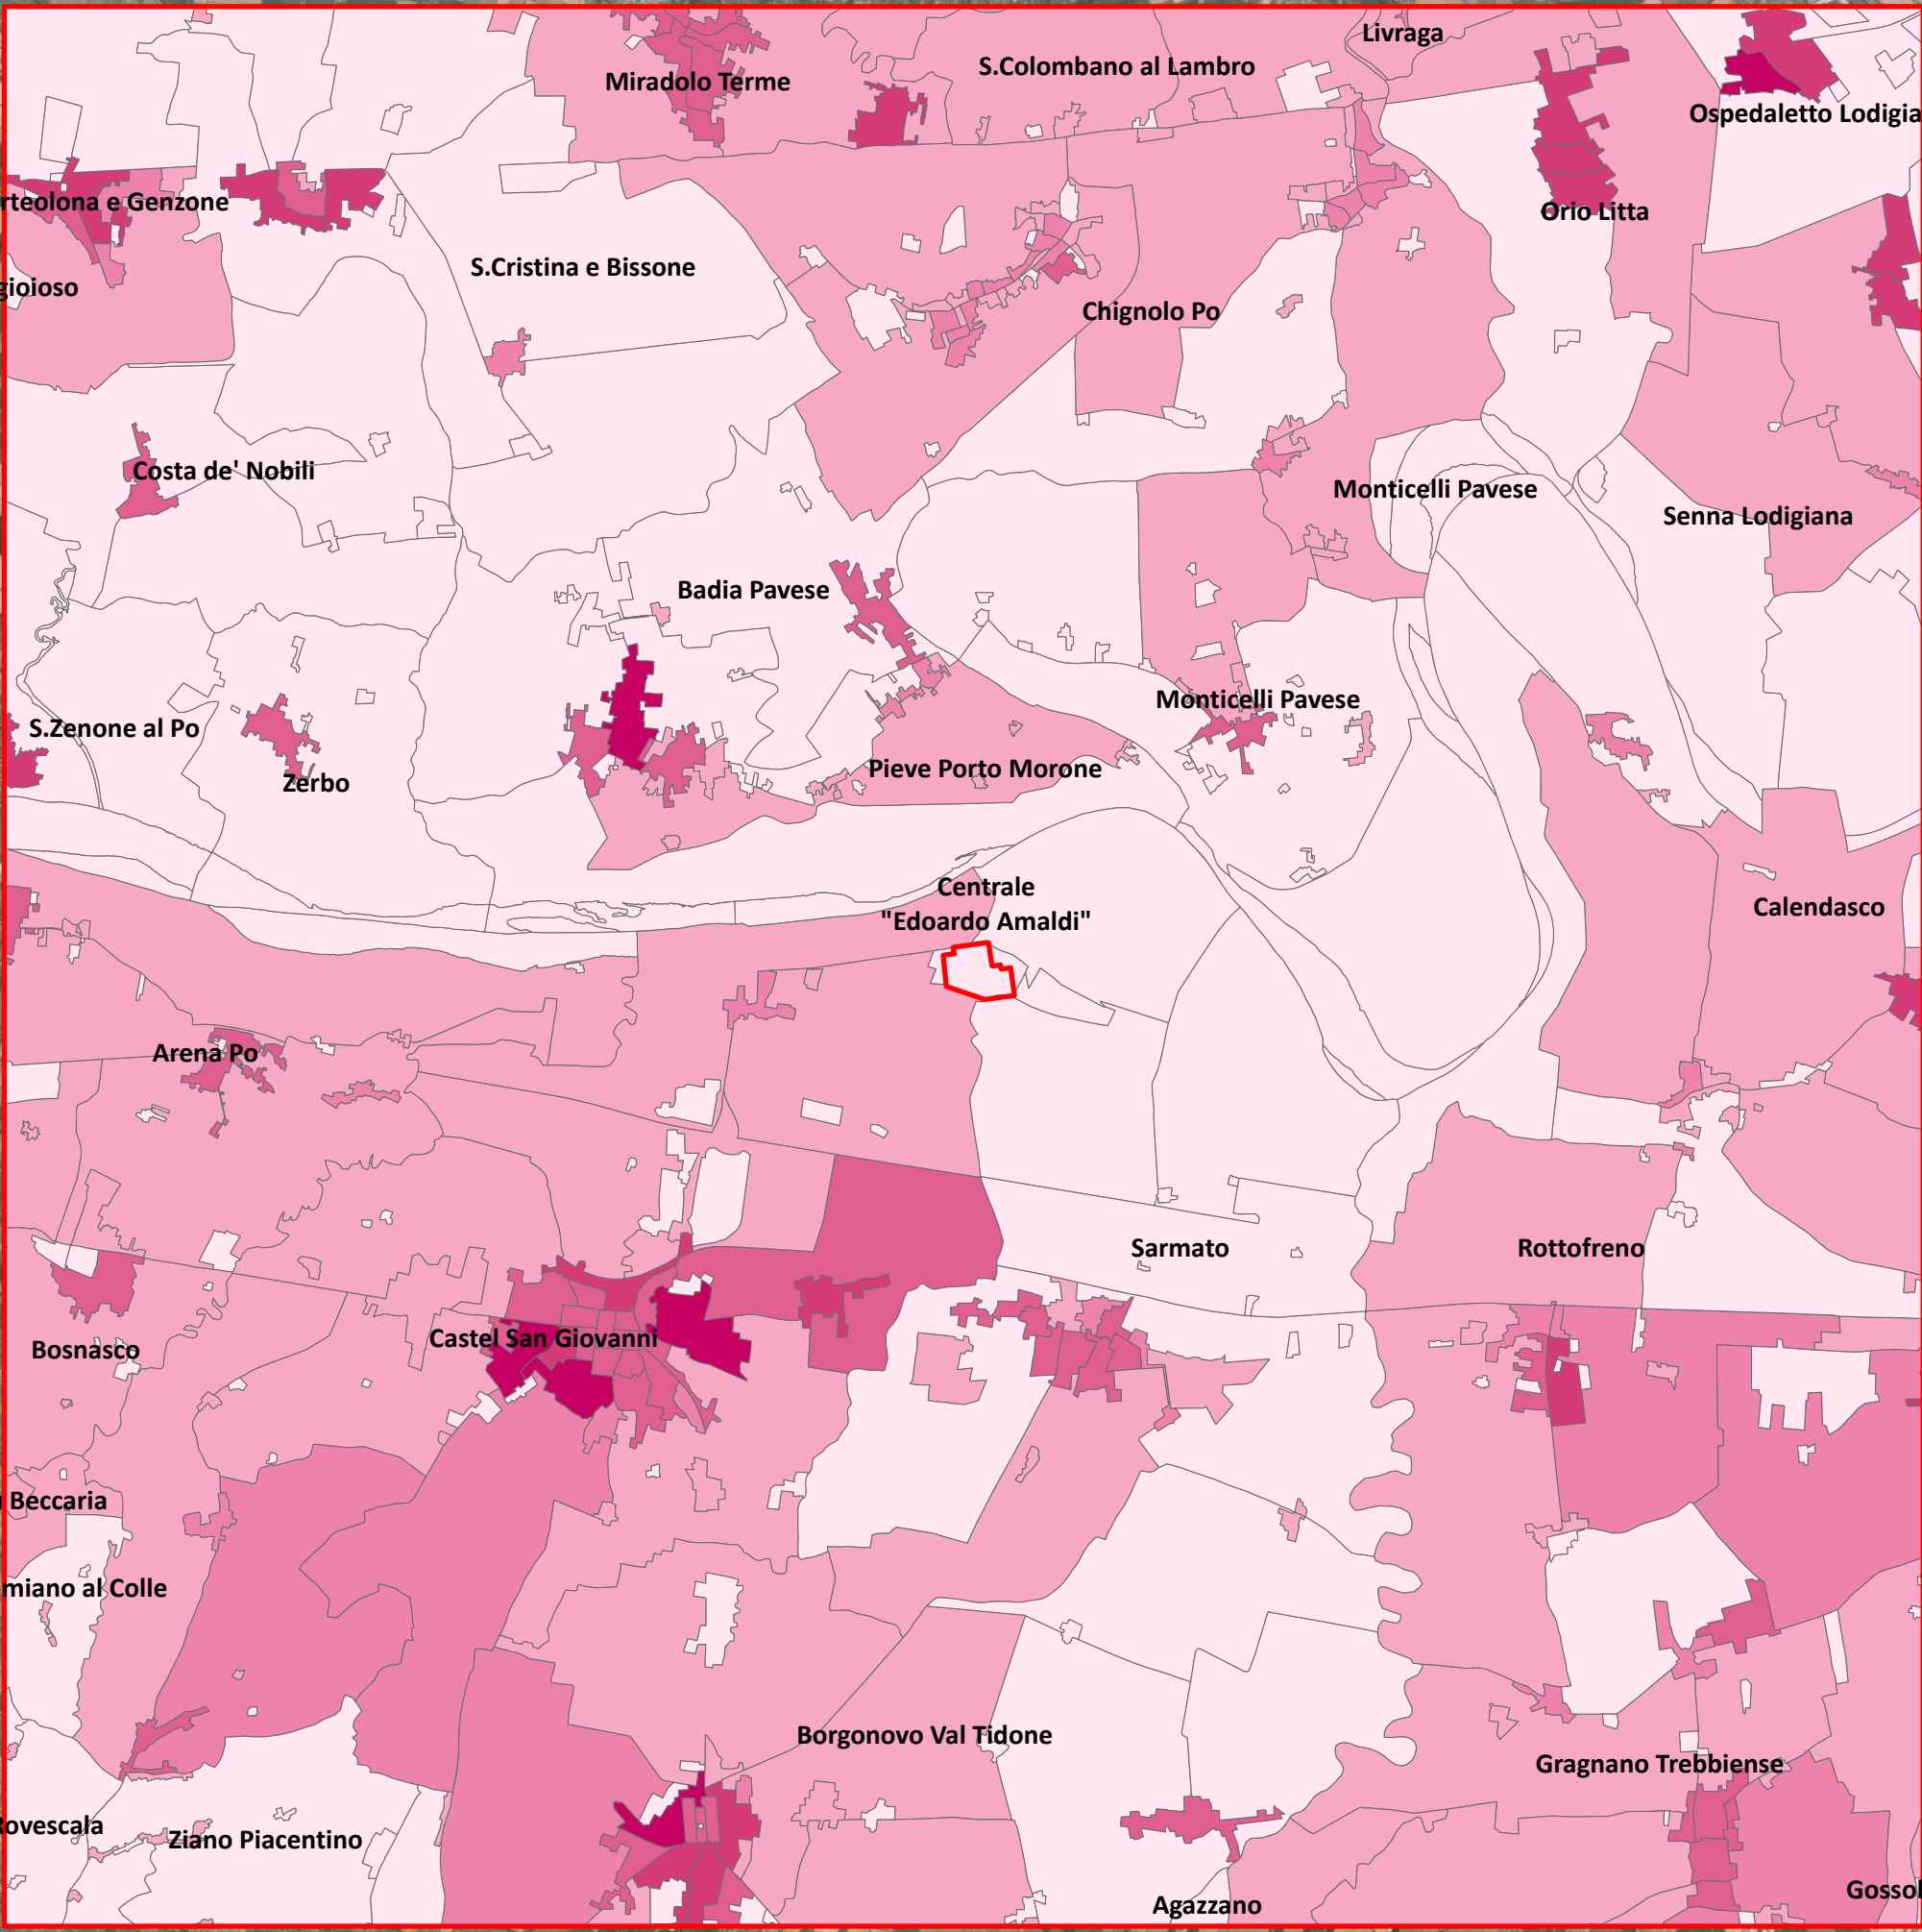 Livraga
S.Colombano al Lambro
Miradolo Terme
Ospedaletto Lodigia
rteolona e Genzone
Orio Litta
S.Cristina e Bissone
gioioso
Chignolo Po
Costa de' Nobili
Monticelli Pavese
Senna Lodigiana
Badia Pavese
Monticelli Pavese
S.Zenone al Po
Pieve Porto Morone
Zerbo
Centrale
"Edoardo Amaldi"
Calendasco
Arena Po
Sarmato
Rottofreno
Castel San Giovanni
Bosnasco
Beccaria
miano al Colle
Borgonovo Val Tidone
Gragnano Trebbiense
Rovescala
Ziano Piacentino
Gossol
Agazzano